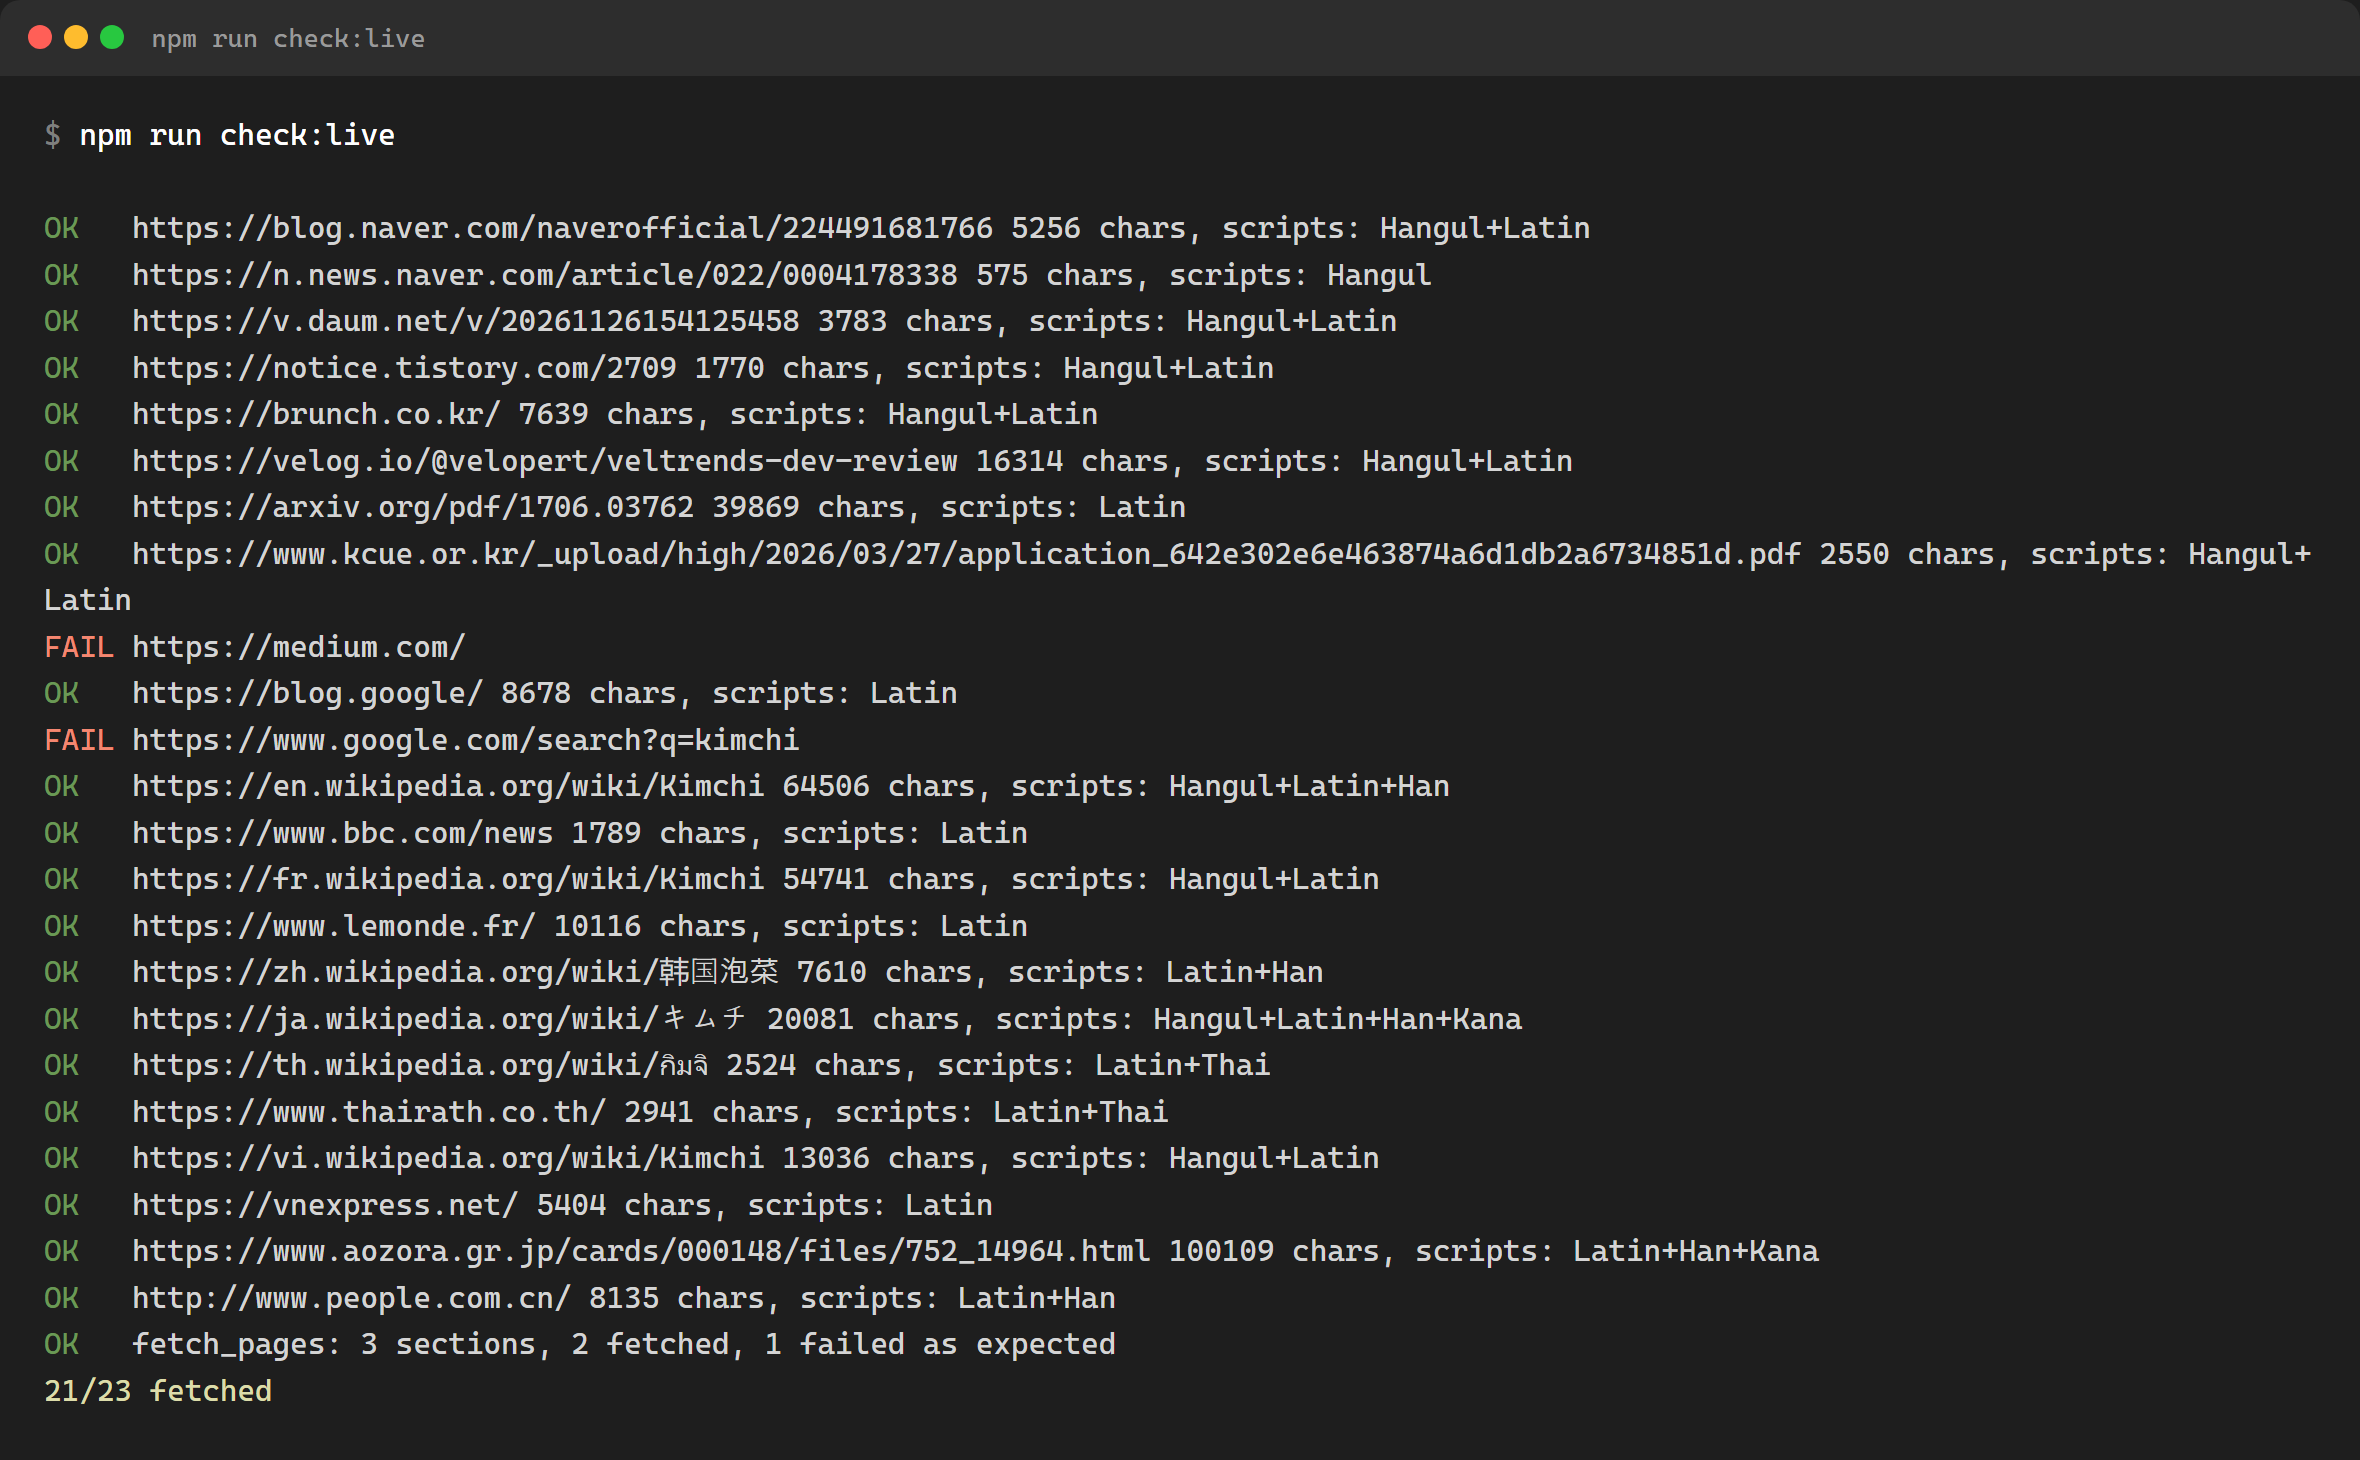 npm run check:live
$ npm run check:live
OK   https://blog.naver.com/naverofficial/224491681766 5256 chars, scripts: Hangul+Latin
OK   https://n.news.naver.com/article/022/0004178338 575 chars, scripts: Hangul
OK   https://v.daum.net/v/20261126154125458 3783 chars, scripts: Hangul+Latin
OK   https://notice.tistory.com/2709 1770 chars, scripts: Hangul+Latin
OK   https://brunch.co.kr/ 7639 chars, scripts: Hangul+Latin
OK   https://velog.io/@velopert/veltrends-dev-review 16314 chars, scripts: Hangul+Latin
OK   https://arxiv.org/pdf/1706.03762 39869 chars, scripts: Latin
OK   https://www.kcue.or.kr/_upload/high/2026/03/27/application_642e302e6e463874a6d1db2a6734851d.pdf 2550 chars, scripts: Hangul+
Latin
FAIL https://medium.com/
OK   https://blog.google/ 8678 chars, scripts: Latin
FAIL https://www.google.com/search?q=kimchi
OK   https://en.wikipedia.org/wiki/Kimchi 64506 chars, scripts: Hangul+Latin+Han
OK   https://www.bbc.com/news 1789 chars, scripts: Latin
OK   https://fr.wikipedia.org/wiki/Kimchi 54741 chars, scripts: Hangul+Latin
OK   https://www.lemonde.fr/ 10116 chars, scripts: Latin
OK   https://zh.wikipedia.org/wiki/韩国泡菜 7610 chars, scripts: Latin+Han
OK   https://ja.wikipedia.org/wiki/キムチ 20081 chars, scripts: Hangul+Latin+Han+Kana
OK   https://th.wikipedia.org/wiki/กิมจิ 2524 chars, scripts: Latin+Thai
OK   https://www.thairath.co.th/ 2941 chars, scripts: Latin+Thai
OK   https://vi.wikipedia.org/wiki/Kimchi 13036 chars, scripts: Hangul+Latin
OK   https://vnexpress.net/ 5404 chars, scripts: Latin
OK   https://www.aozora.gr.jp/cards/000148/files/752_14964.html 100109 chars, scripts: Latin+Han+Kana
OK   http://www.people.com.cn/ 8135 chars, scripts: Latin+Han
OK   fetch_pages: 3 sections, 2 fetched, 1 failed as expected
21/23 fetched